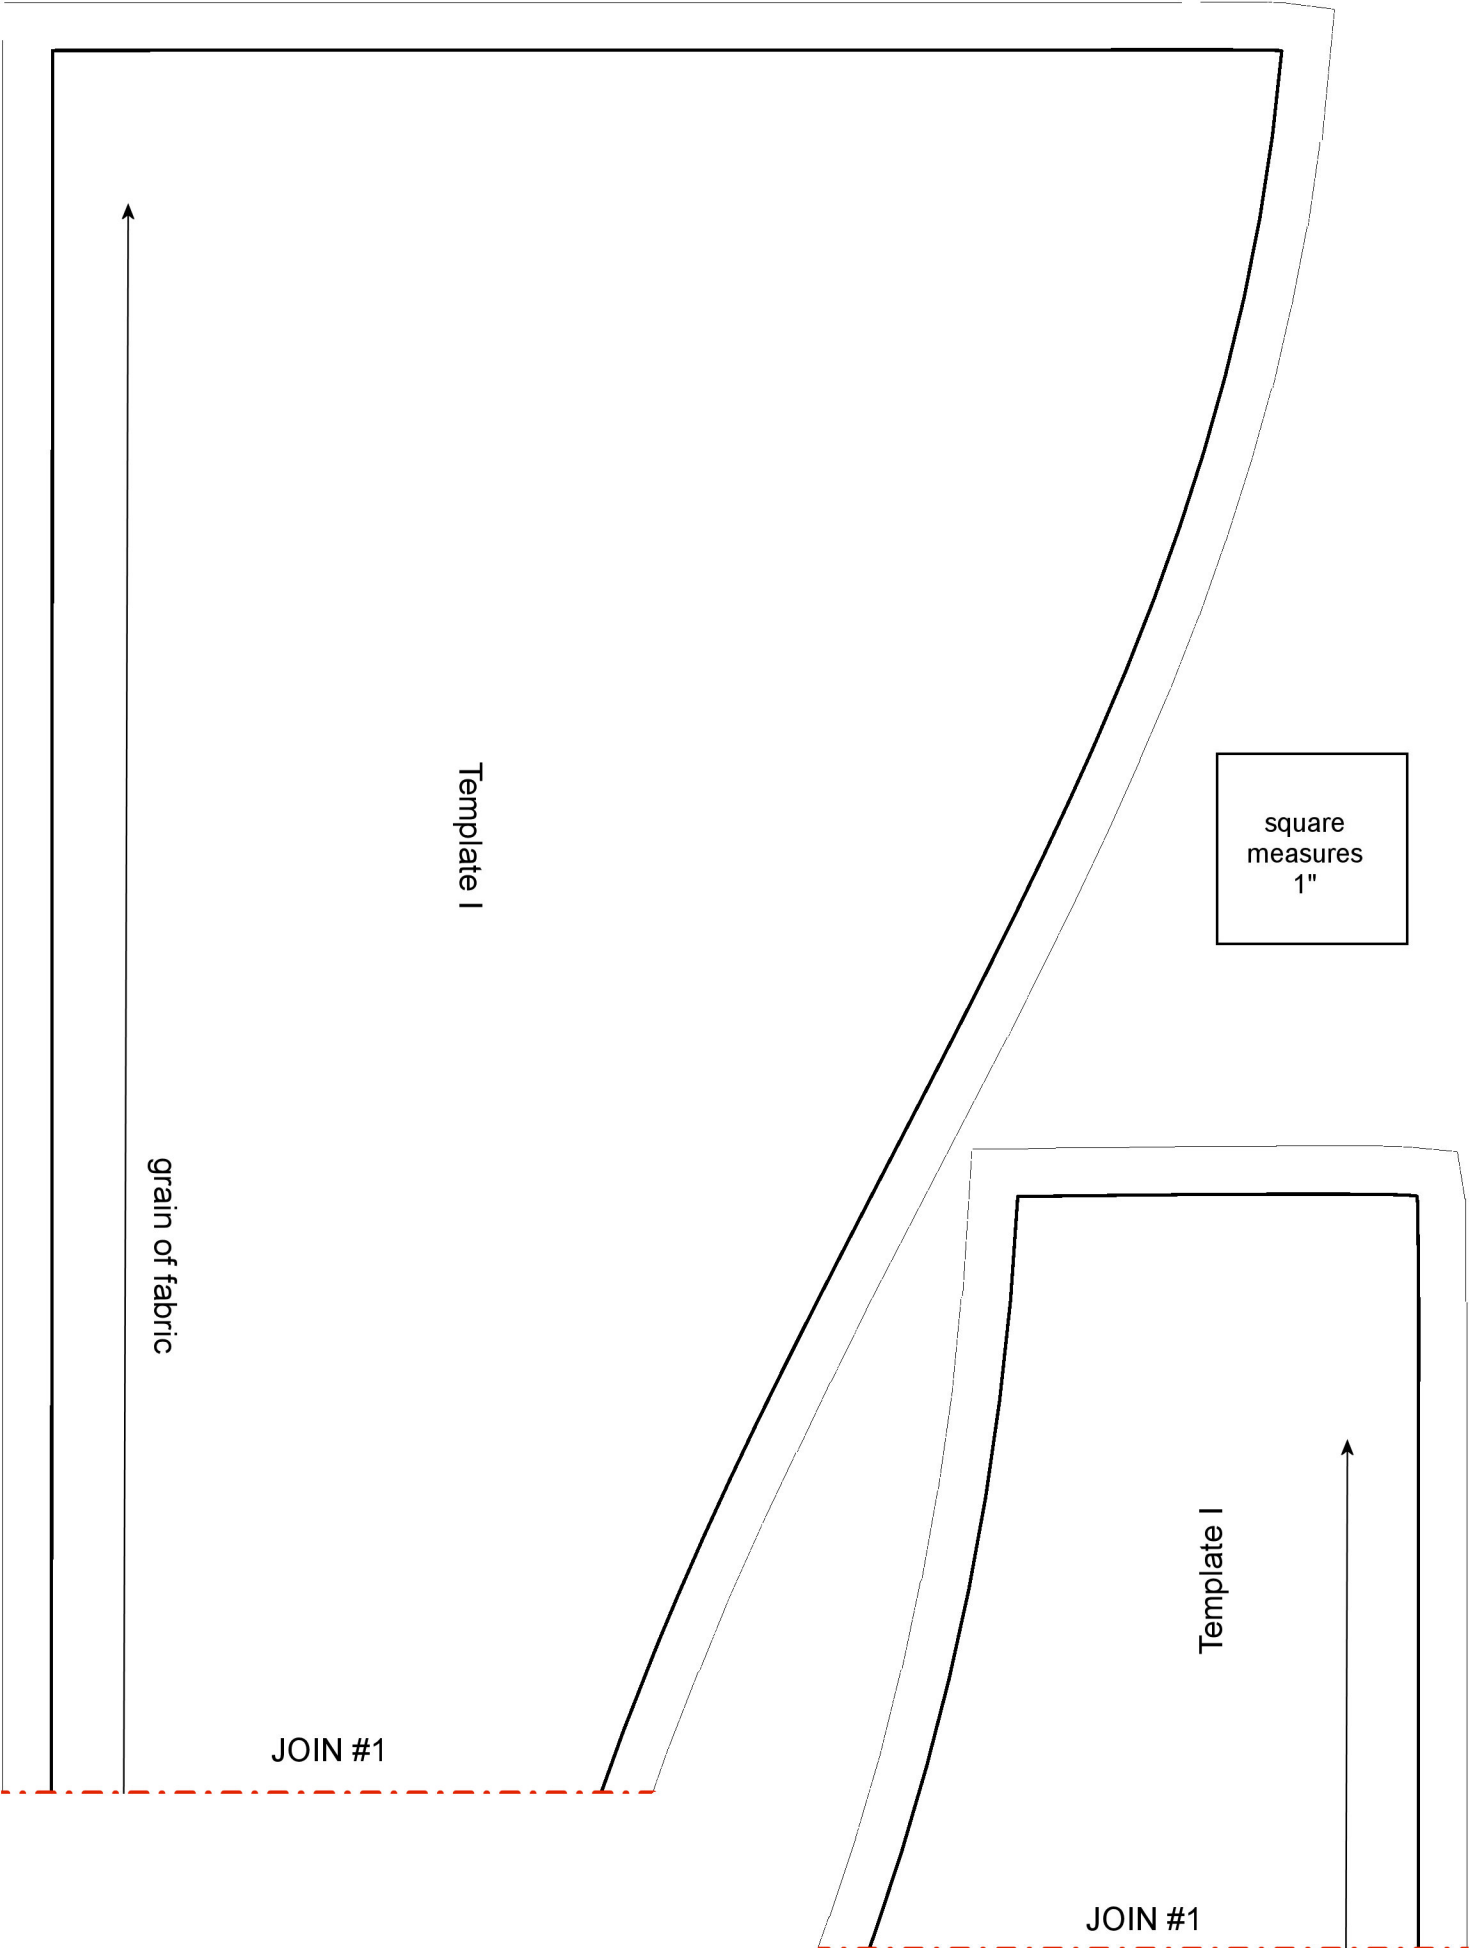 Template I
square
measures
1"
grain of fabric
Template I
JOIN #1
JOIN #1